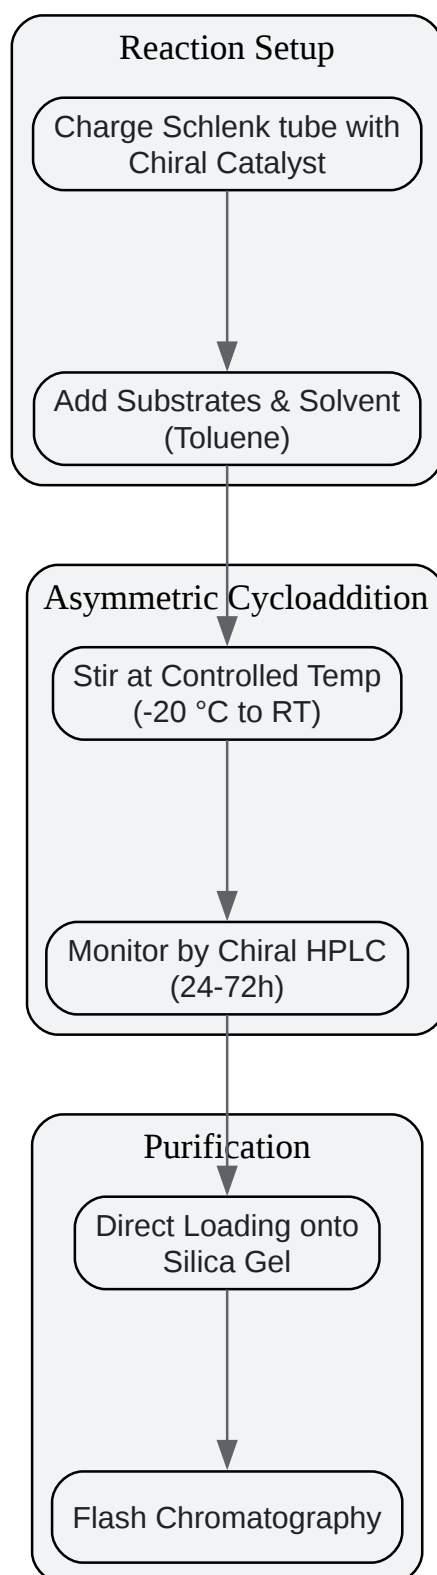 Reaction Setup
Charge Schlenk tube with
Chiral Catalyst
Add Substrates & Solvent
(Toluene)
Asymmetric Cycloaddition
Stir at Controlled Temp
(-20 °C to RT)
Monitor by Chiral HPLC
(24-72h)
Purification
Direct Loading onto
Silica Gel
Flash Chromatography